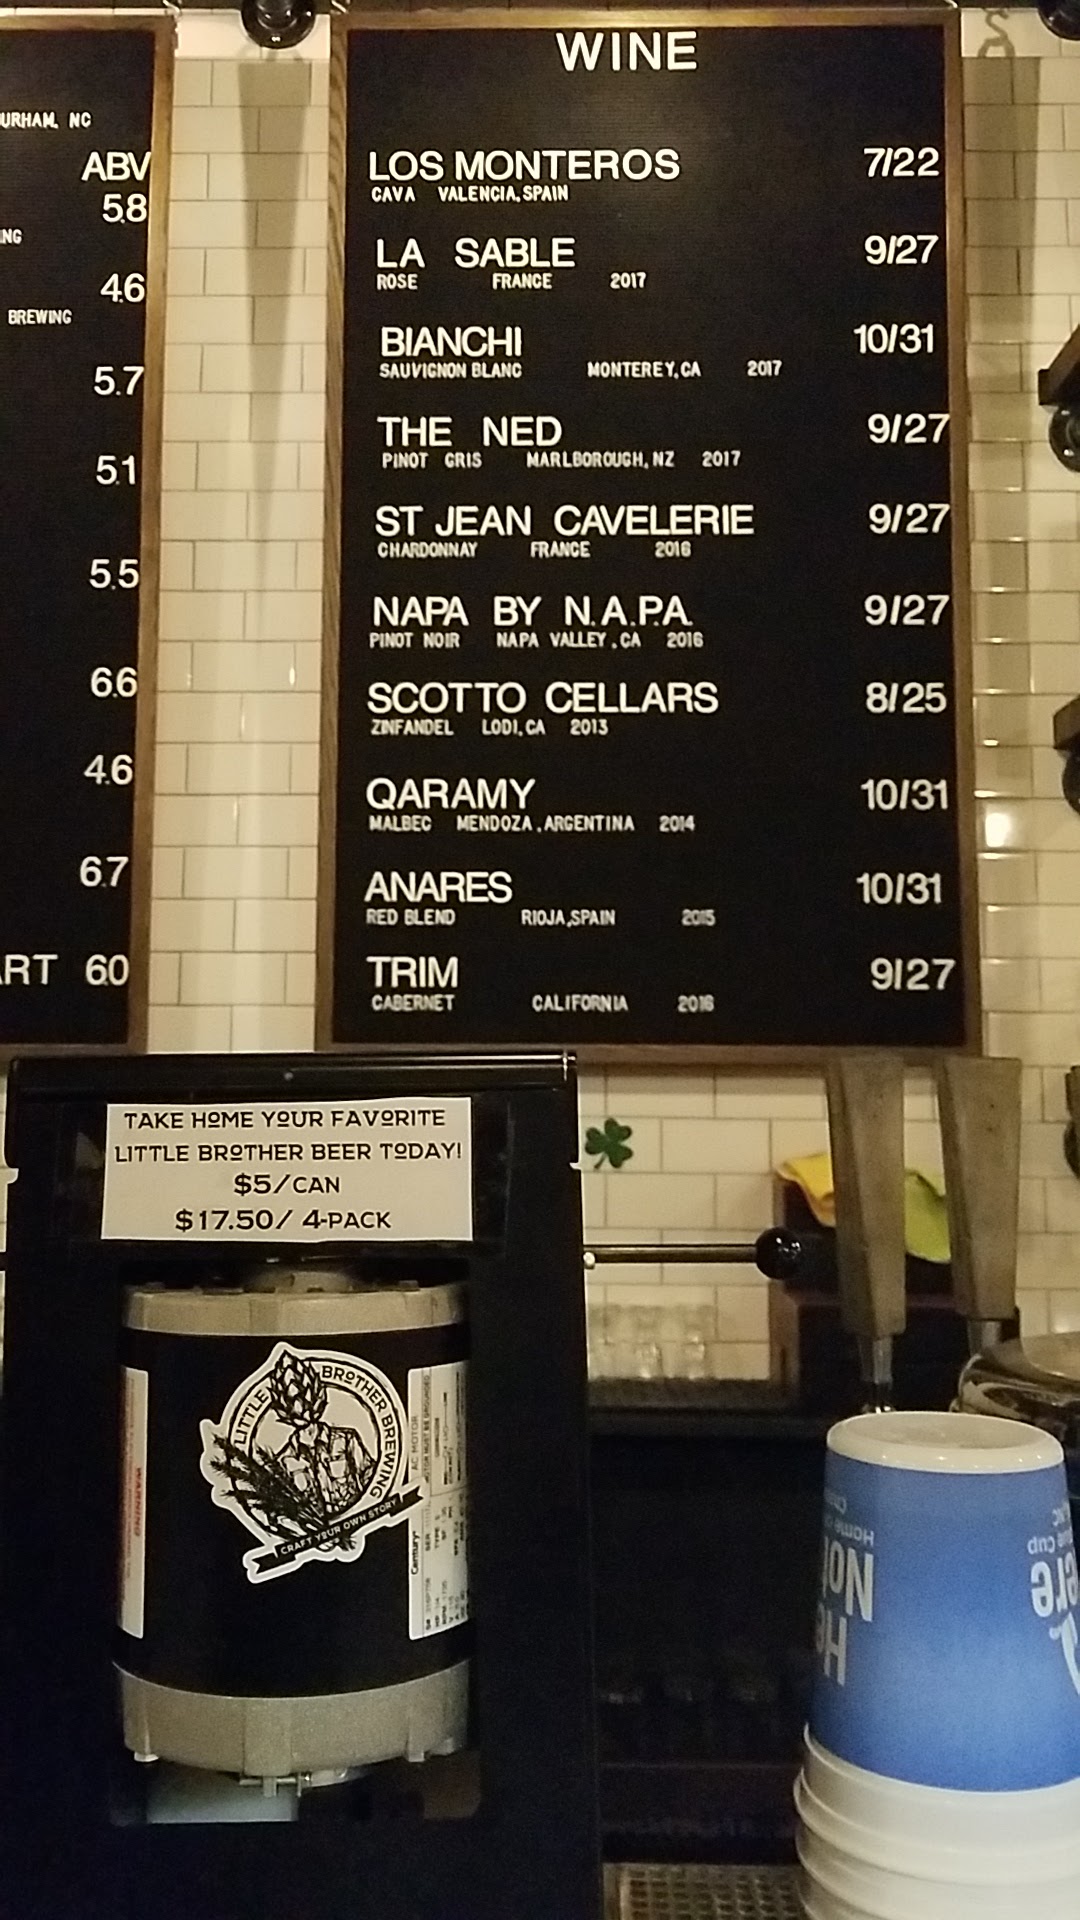 URHAM, NC
ABV
5.8
NG
4.6
BREWING
5.7
5.1
5.5
6.6
4.6
6.7
ART 6.0
WINE
LOS MONTEROS 7/22
CAVA VALENCIA, SPAIN
LA SABLE 9/27
ROSE FRANCE 2017
BIANCHI 10/31
SAUVIGNON BLANC MONTEREY, CA 2017
THE NED 9/27
PINOT GRIS MARLBOROUGH, NZ 2017
ST JEAN CAVELERIE 9/27
CHARDONNAY FRANCE 2016
NAPA BY N.A.P.A. 9/27
PINOT NOIR NAPA VALLEY, CA 2016
SCOTTO CELLARS 8/25
ZINFANDEL LODI, CA 2013
QARAMY 10/31
MALBEC MENDOZA, ARGENTINA 2014
ANARES 10/31
RED BLEND RIOJA, SPAIN 2015
TRIM 9/27
CABERNET CALIFORNIA 2016
TAKE HOME YOUR FAVORITE
LITTLE BROTHER BEER TODAY!
$5/CAN
$17.50/ 4-PACK
LITTLE BROTHER BREWING
CRAFT YOUR OWN STORY
WARNING
AC MOTOR
Century
Home
Cup